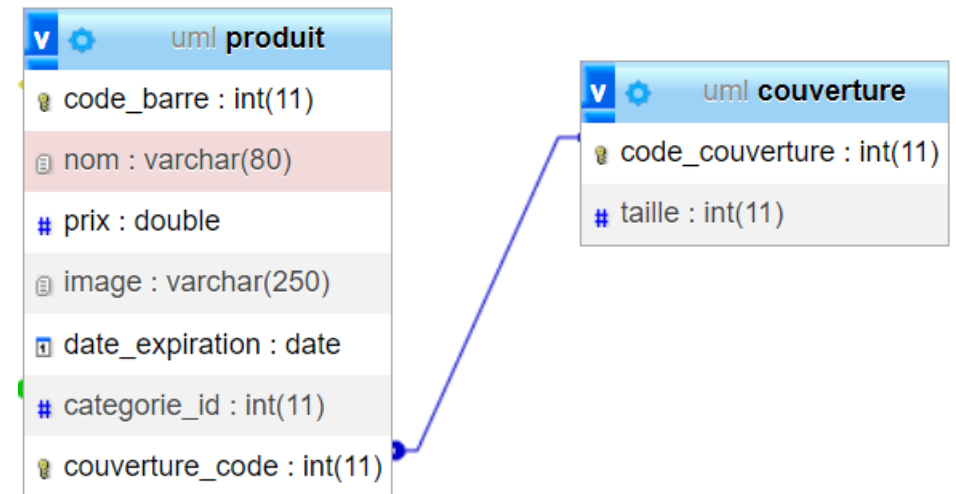 v uml produit
code_barre : int(11)
nom : varchar(80)
# prix : double
image : varchar(250)
1 date_expiration : date
# categorie_id : int(11)
couverture_code : int(11)
v uml couverture
code_couverture : int(11)
# taille : int(11)